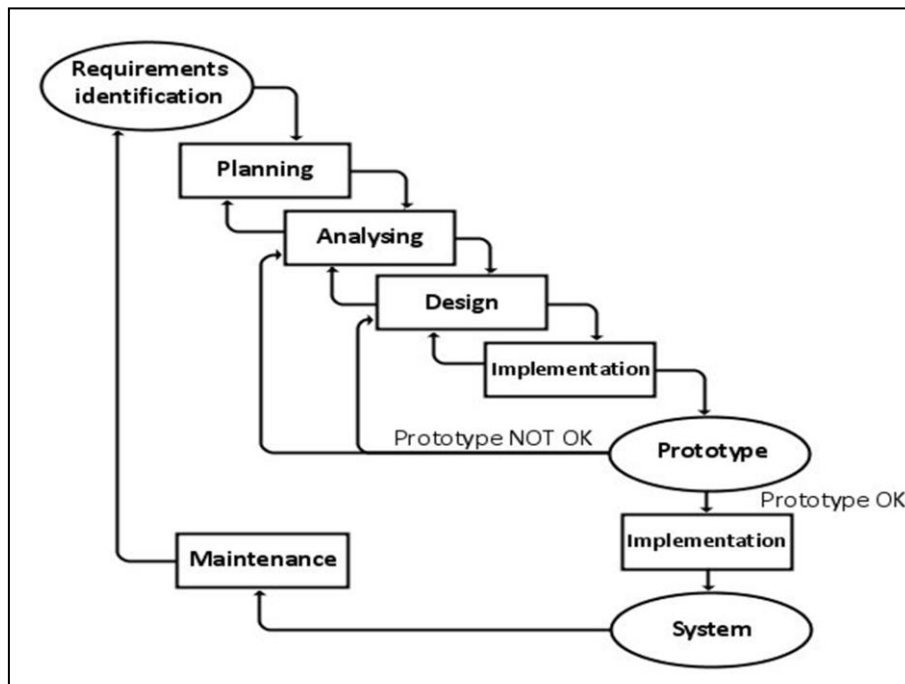 Requirements
identification
Planning
Analysing
Design
Implementation
Prototype NOT OK
Prototype
Prototype OK
Implementation
Maintenance
System